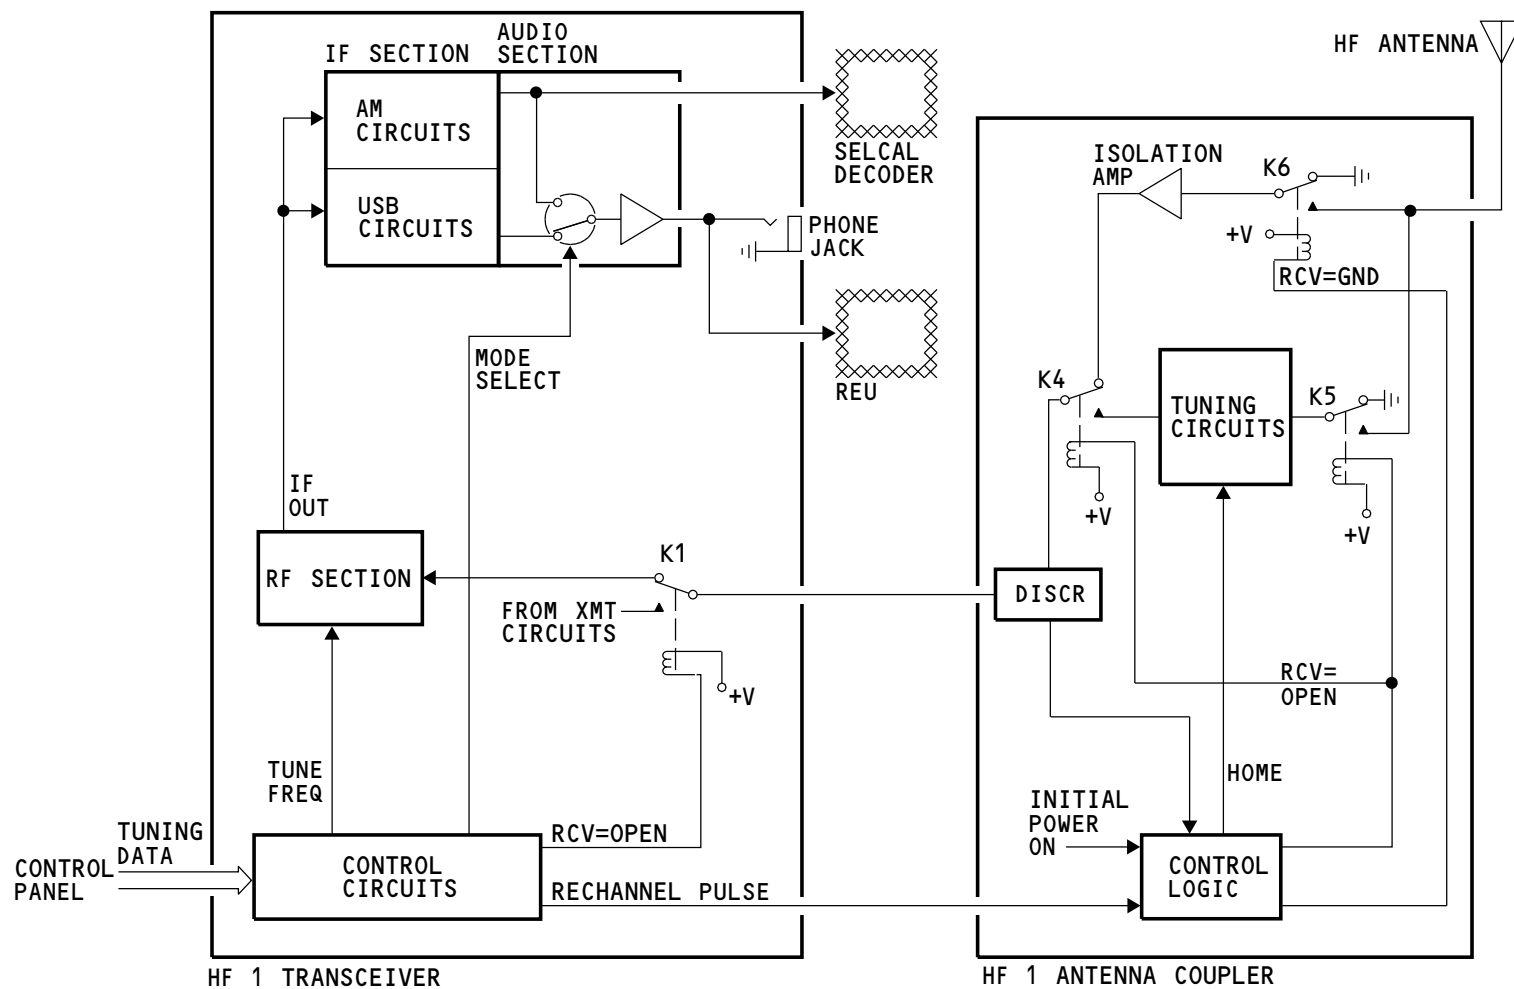 IF SECTION
AUDIO
SECTION
AM
CIRCUITS
USB
CIRCUITS
SELCAL
DECODER
PHONE
JACK
REU
MODE
SELECT
IF
OUT
RF SECTION
K1
FROM XMT
CIRCUITS
+V
TUNE
FREQ
RCV=OPEN
TUNING
DATA
CONTROL
PANEL
CONTROL
CIRCUITS
RECHANNEL PULSE
HF 1 TRANSCEIVER
HF ANTENNA
ISOLATION
AMP
K6
+V
RCV=GND
K4
TUNING
CIRCUITS
K5
+V
+V
DISCR
RCV=
OPEN
HOME
INITIAL
POWER
ON
CONTROL
LOGIC
HF 1 ANTENNA COUPLER